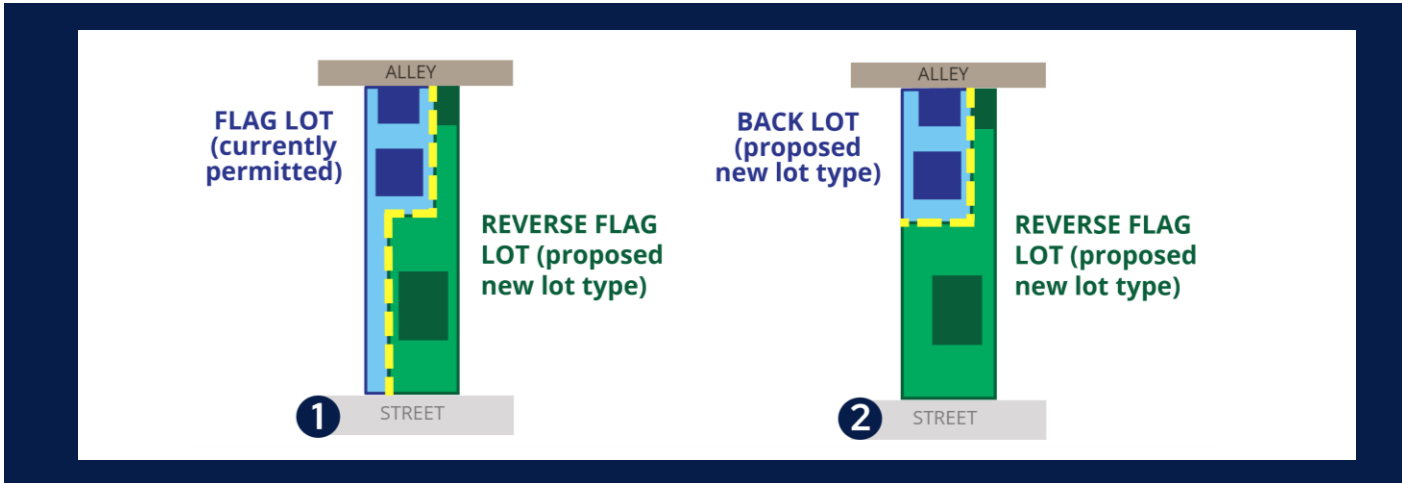 ALLEY
FLAG LOT
(currently
permitted)
REVERSE FLAG
LOT (proposed
new lot type)
1
STREET
ALLEY
BACK LOT
(proposed
new lot type)
REVERSE FLAG
LOT (proposed
new lot type)
2
STREET